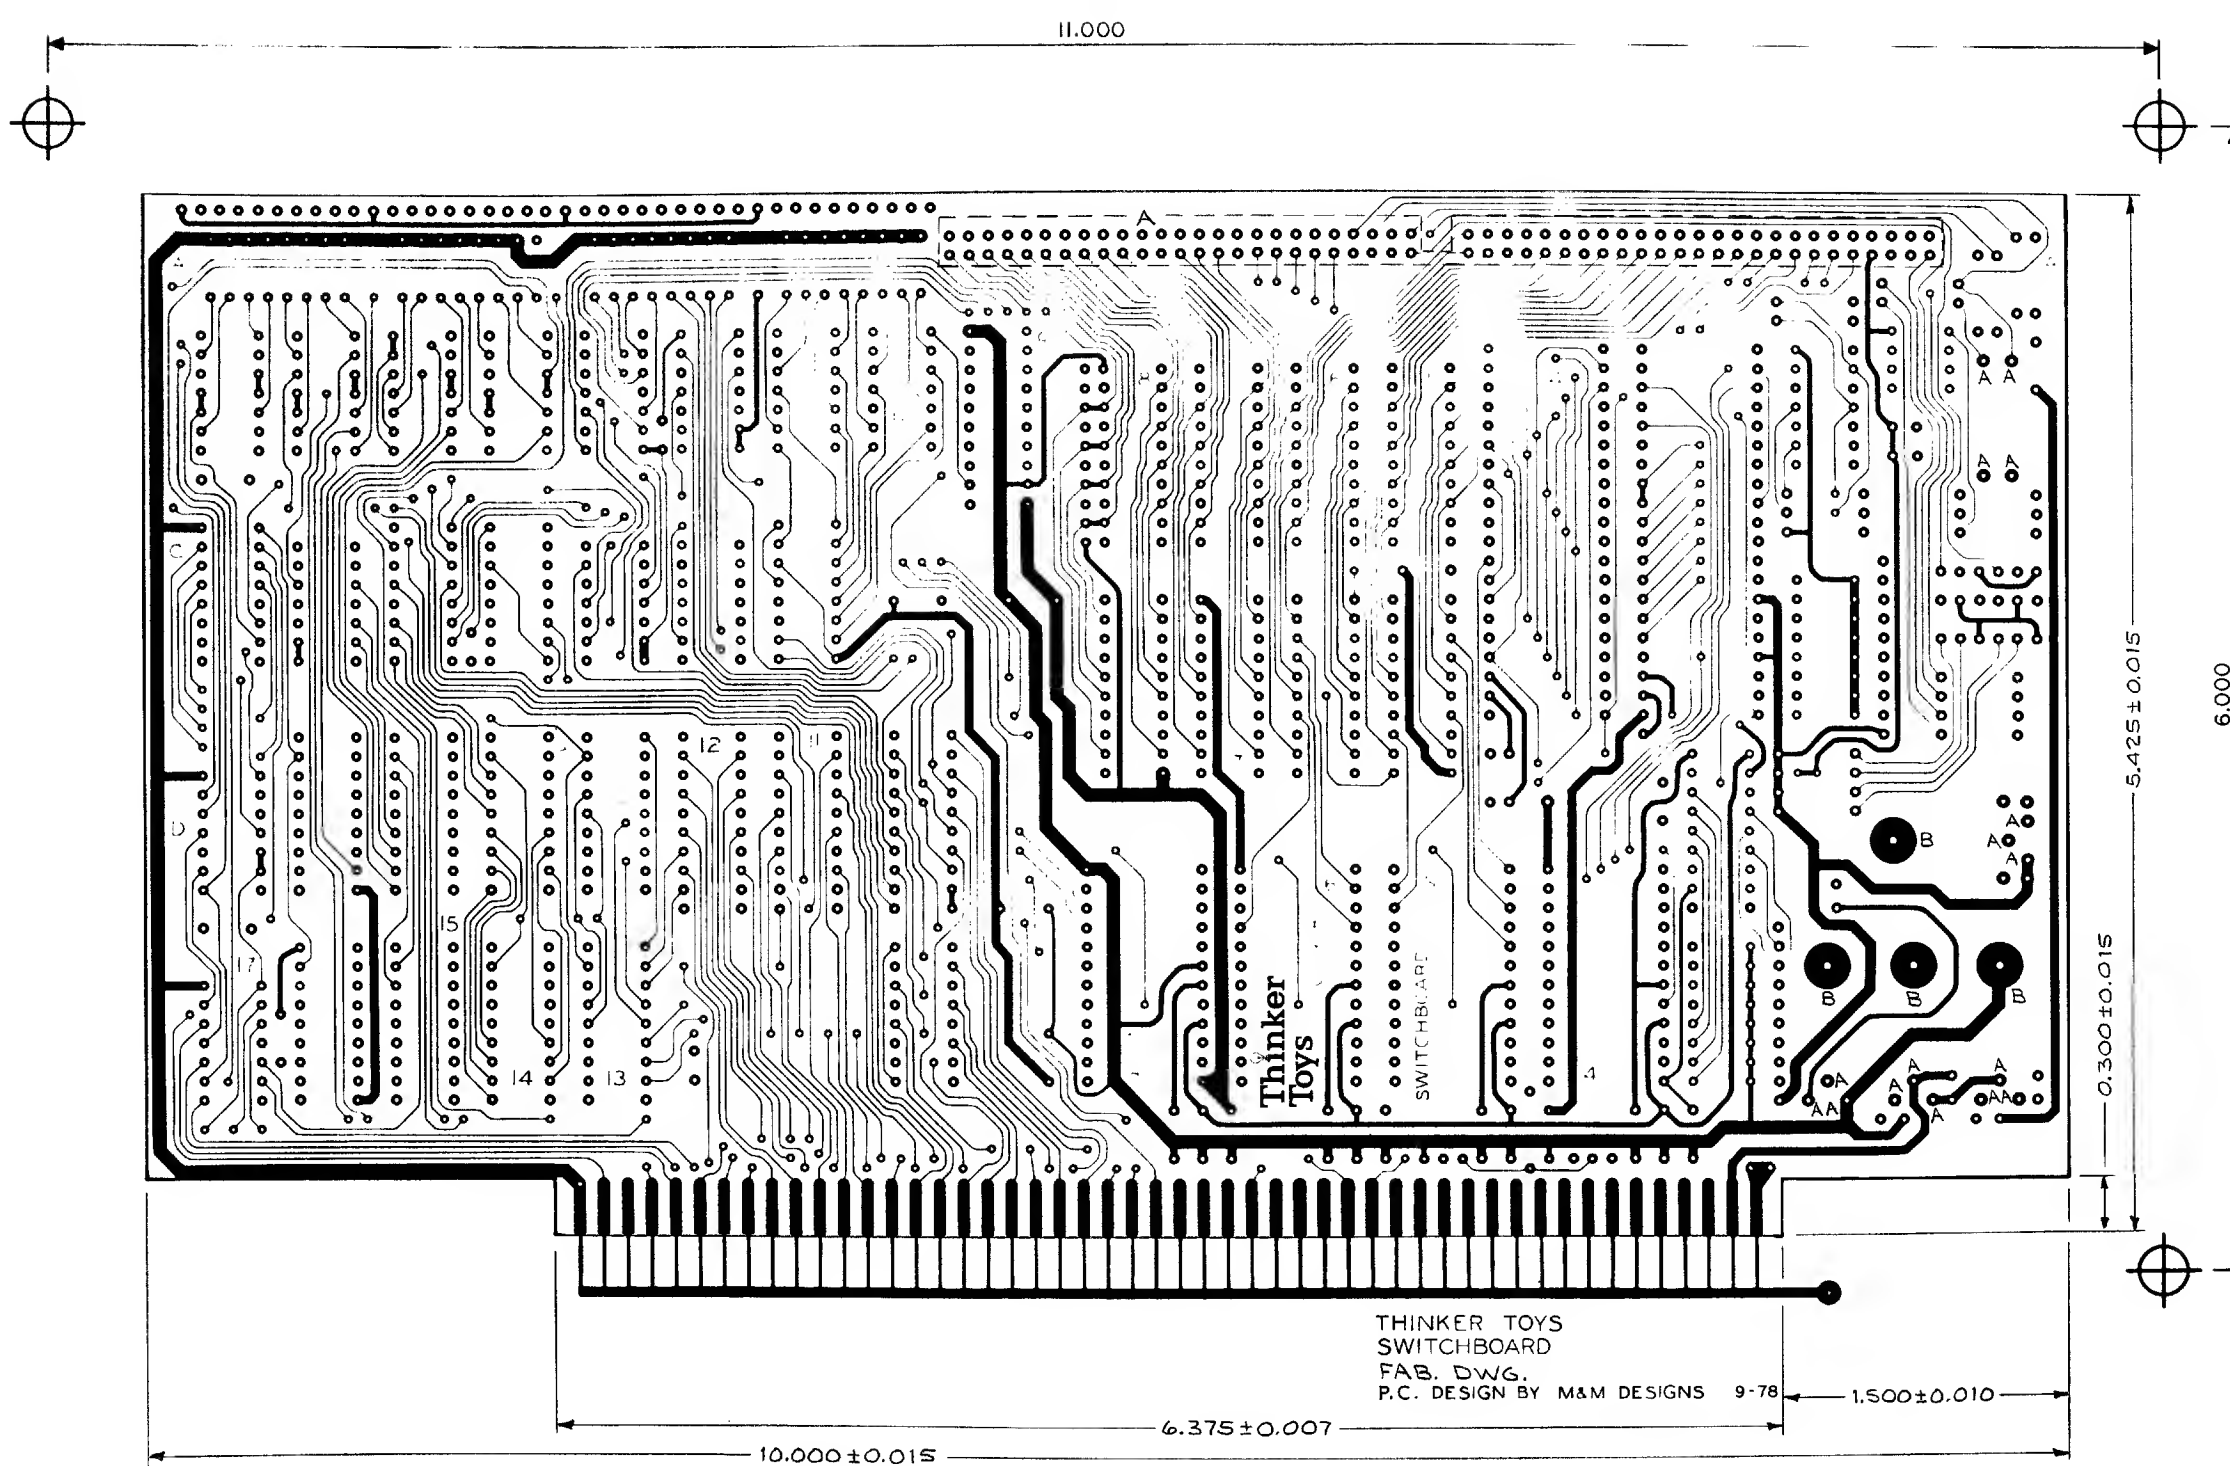 11.000
A
A A
A A
C
5.425±0.015
6.000
12
11
D
A
B
A
A
15
17
Thinker
Toys
SWITCHBOARD
B
B
B
0.300±0.015
14
13
4
A
A
A
A
AA
A
AA
THINKER TOYS
SWITCHBOARD
FAB. DWG.
P.C. DESIGN BY M&M DESIGNS 9-78
1.500±0.010
6.375±0.007
10.000±0.015